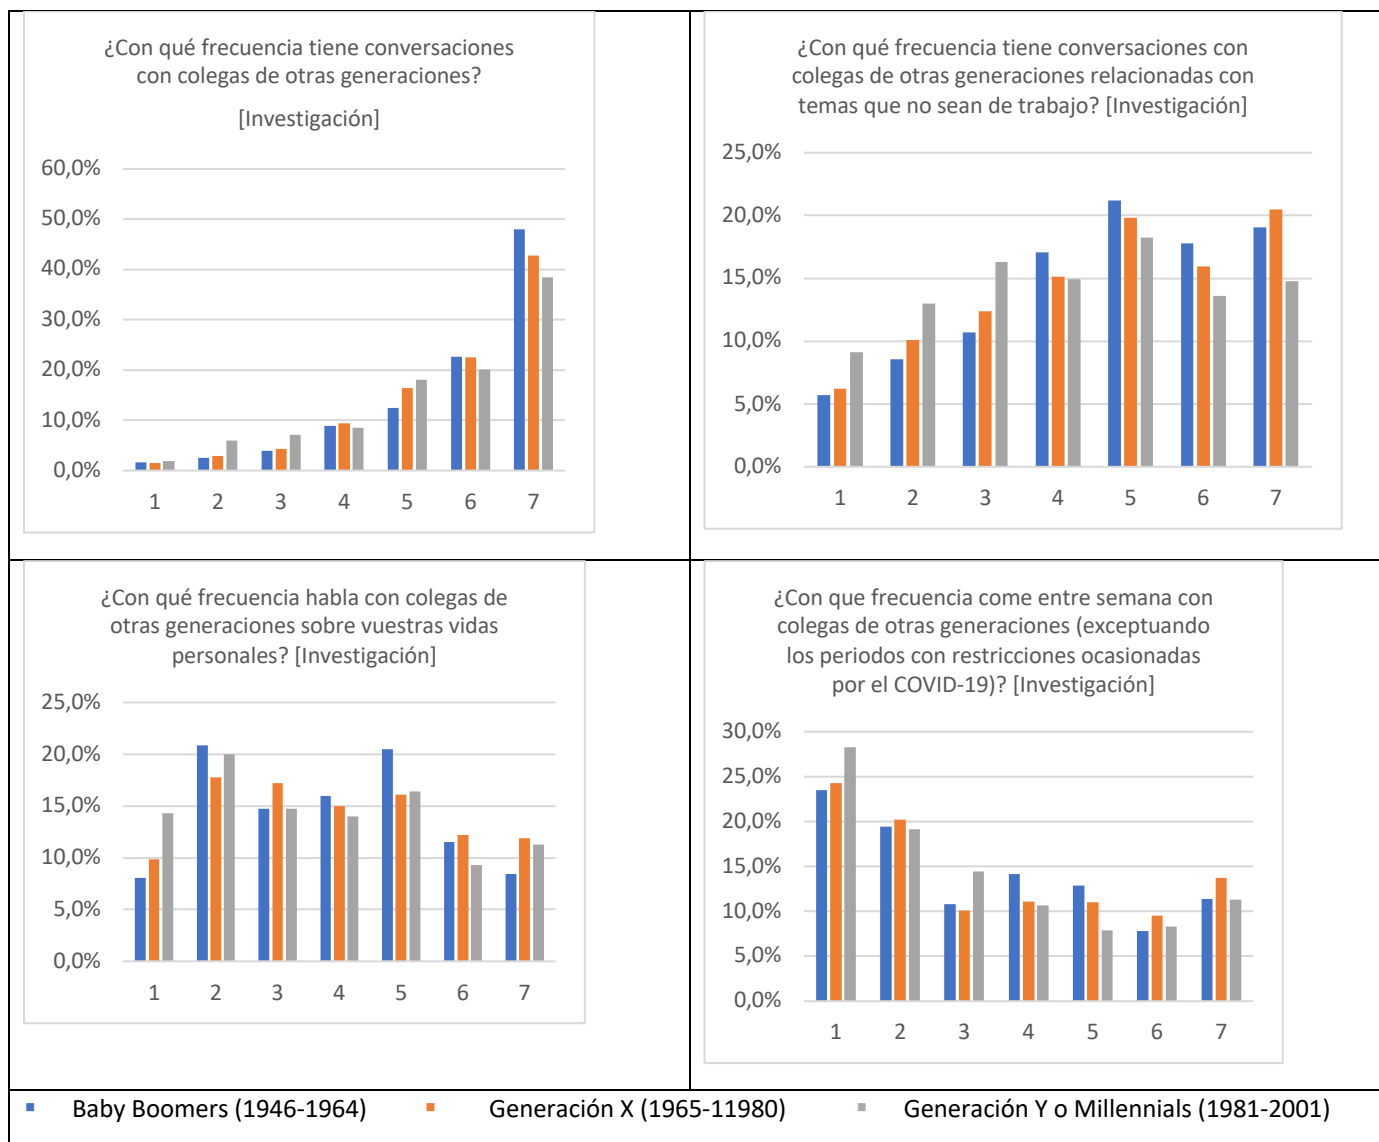 ¿Con qué frecuencia tiene conversaciones
con colegas de otras generaciones?
[Investigación]
60,0%
50,0%
40,0%
30,0%
20,0%
10,0%
0,0%
1 2 3 4 5 6 7
¿Con qué frecuencia tiene conversaciones con
colegas de otras generaciones relacionadas con
temas que no sean de trabajo? [Investigación]
25,0%
20,0%
15,0%
10,0%
5,0%
0,0%
1 2 3 4 5 6 7
¿Con qué frecuencia habla con colegas de
otras generaciones sobre vuestras vidas
personales? [Investigación]
25,0%
20,0%
15,0%
10,0%
5,0%
0,0%
1 2 3 4 5 6 7
¿Con que frecuencia come entre semana con
colegas de otras generaciones (exceptuando
los periodos con restricciones ocasionadas
por el COVID-19)? [Investigación]
30,0%
25,0%
20,0%
15,0%
10,0%
5,0%
0,0%
1 2 3 4 5 6 7
Baby Boomers (1946-1964) Generación X (1965-11980) Generación Y o Millennials (1981-2001)